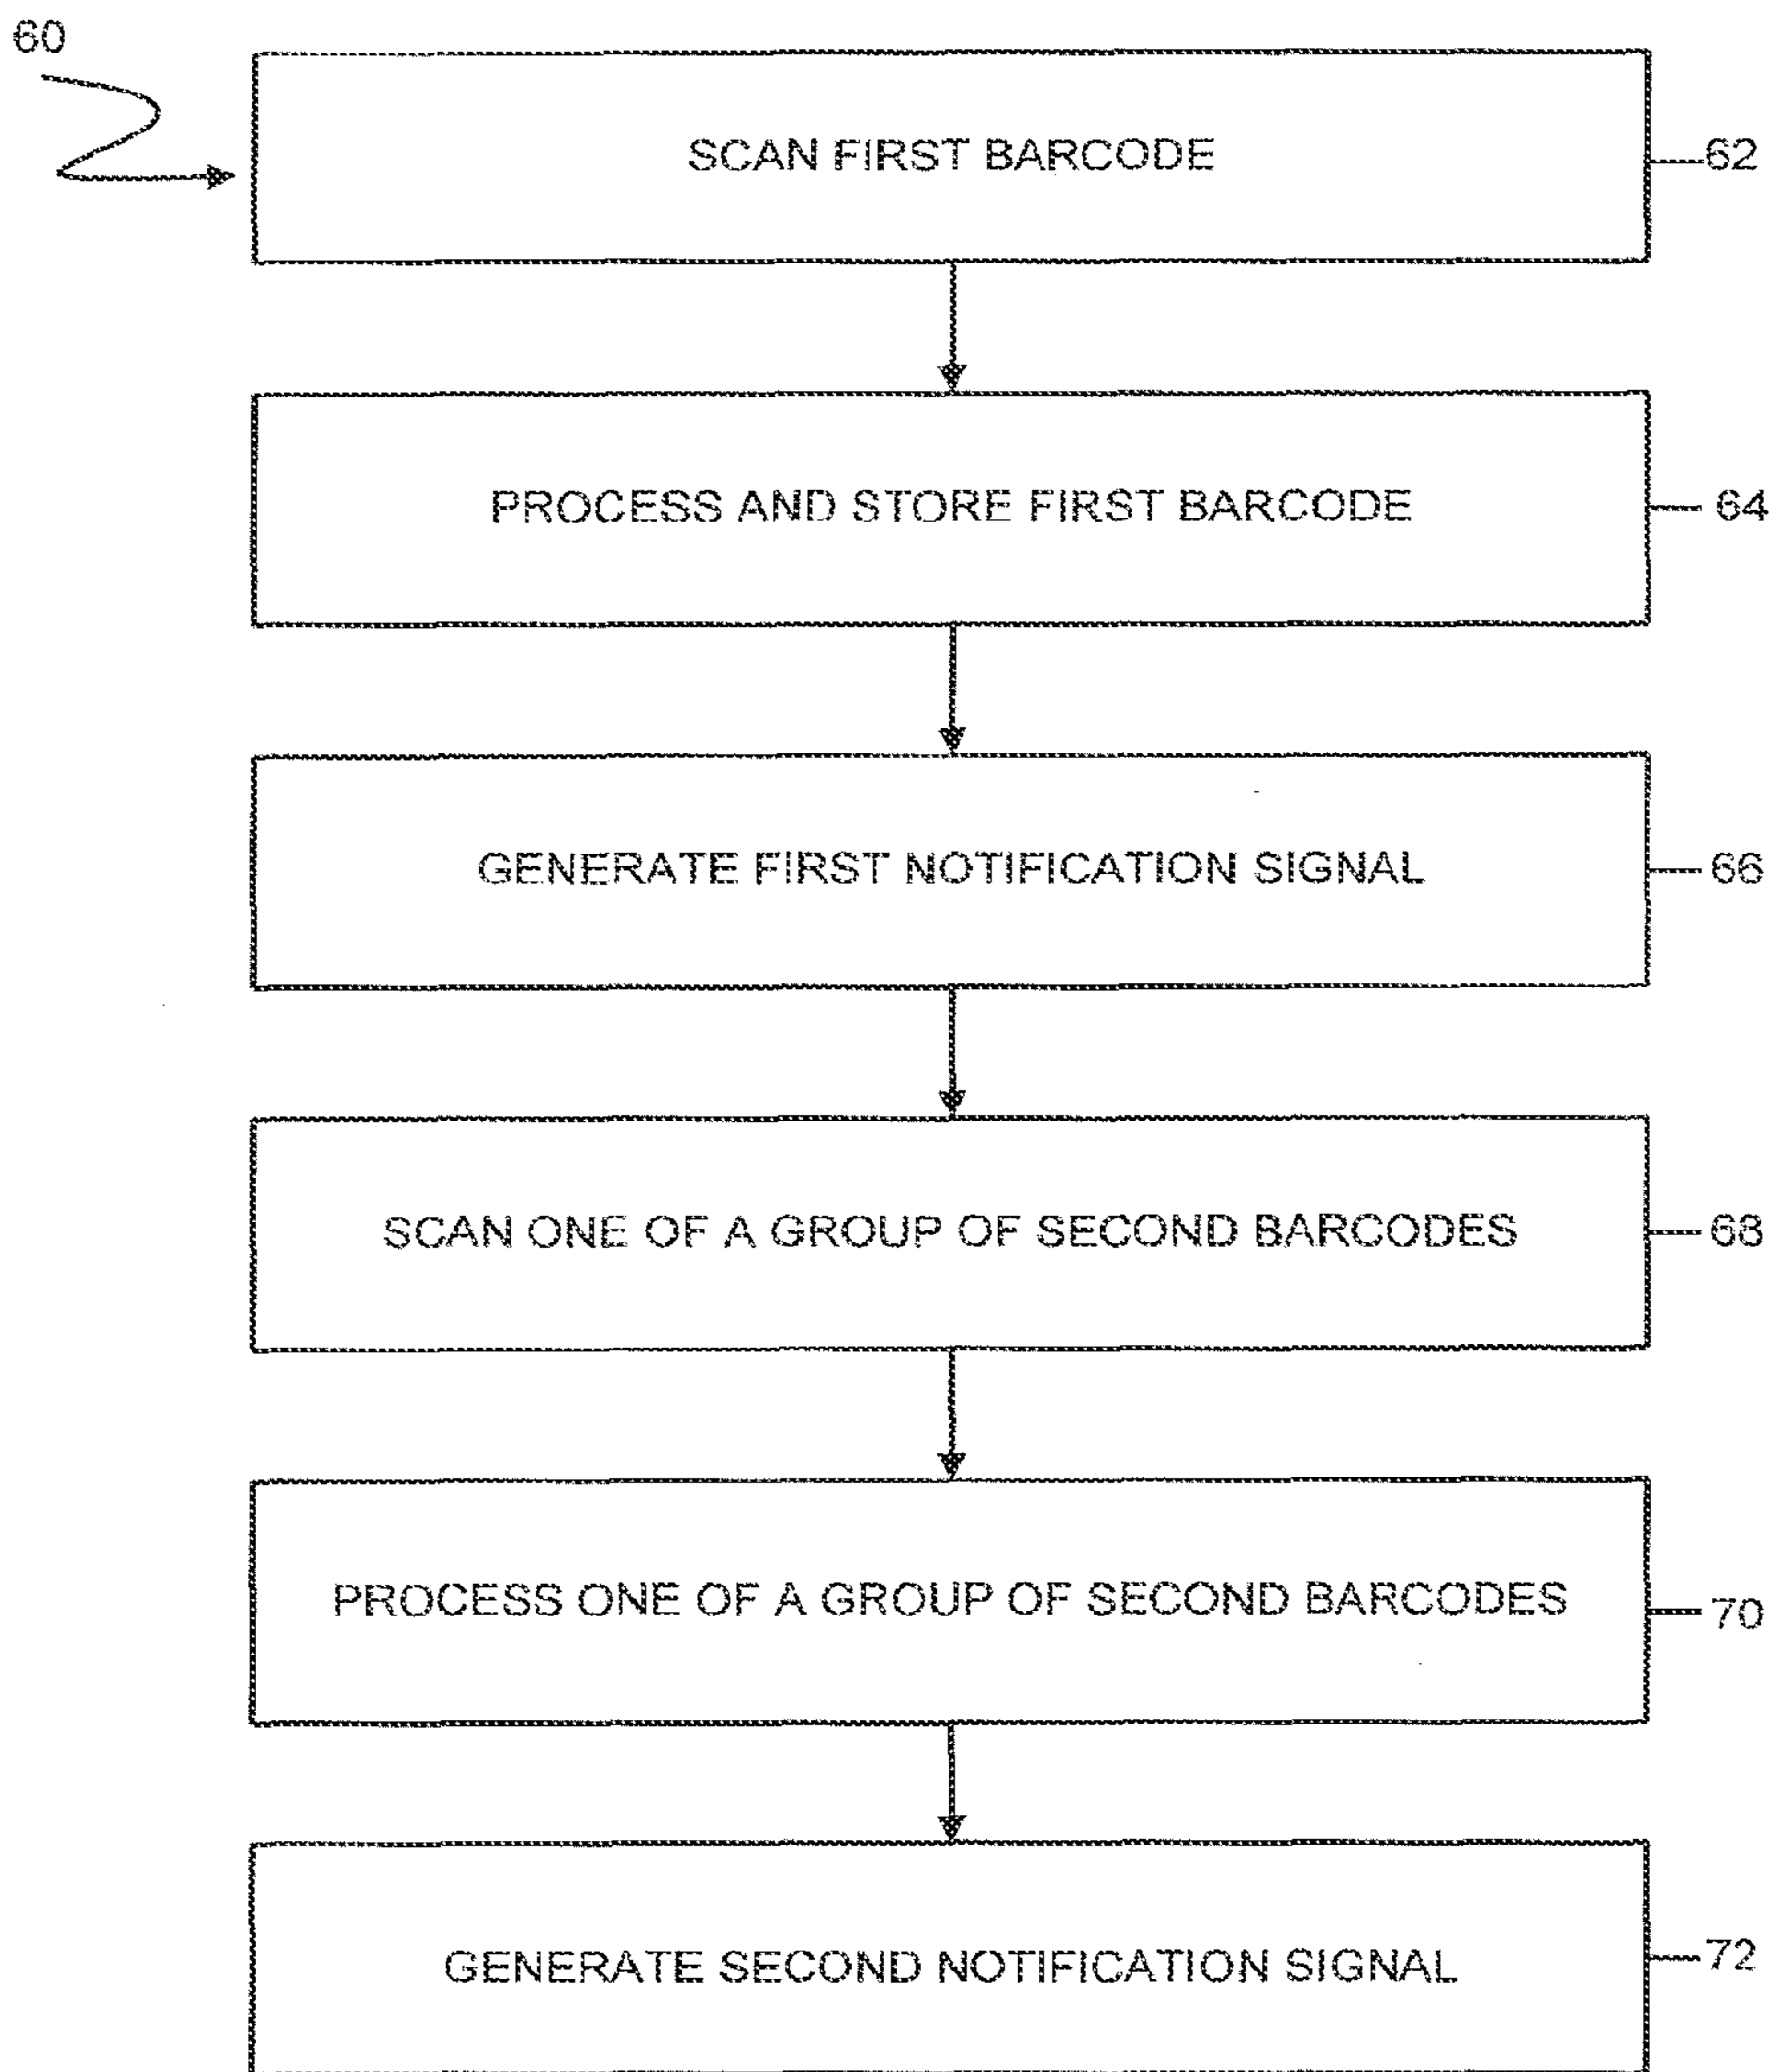 60
SCAN FIRST BARCODE
62
PROCESS AND STORE FIRST BARCODE
64
GENERATE FIRST NOTIFICATION SIGNAL
66
SCAN ONE OF A GROUP OF SECOND BARCODES
68
PROCESS ONE OF A GROUP OF SECOND BARCODES
70
GENERATE SECOND NOTIFICATION SIGNAL
72